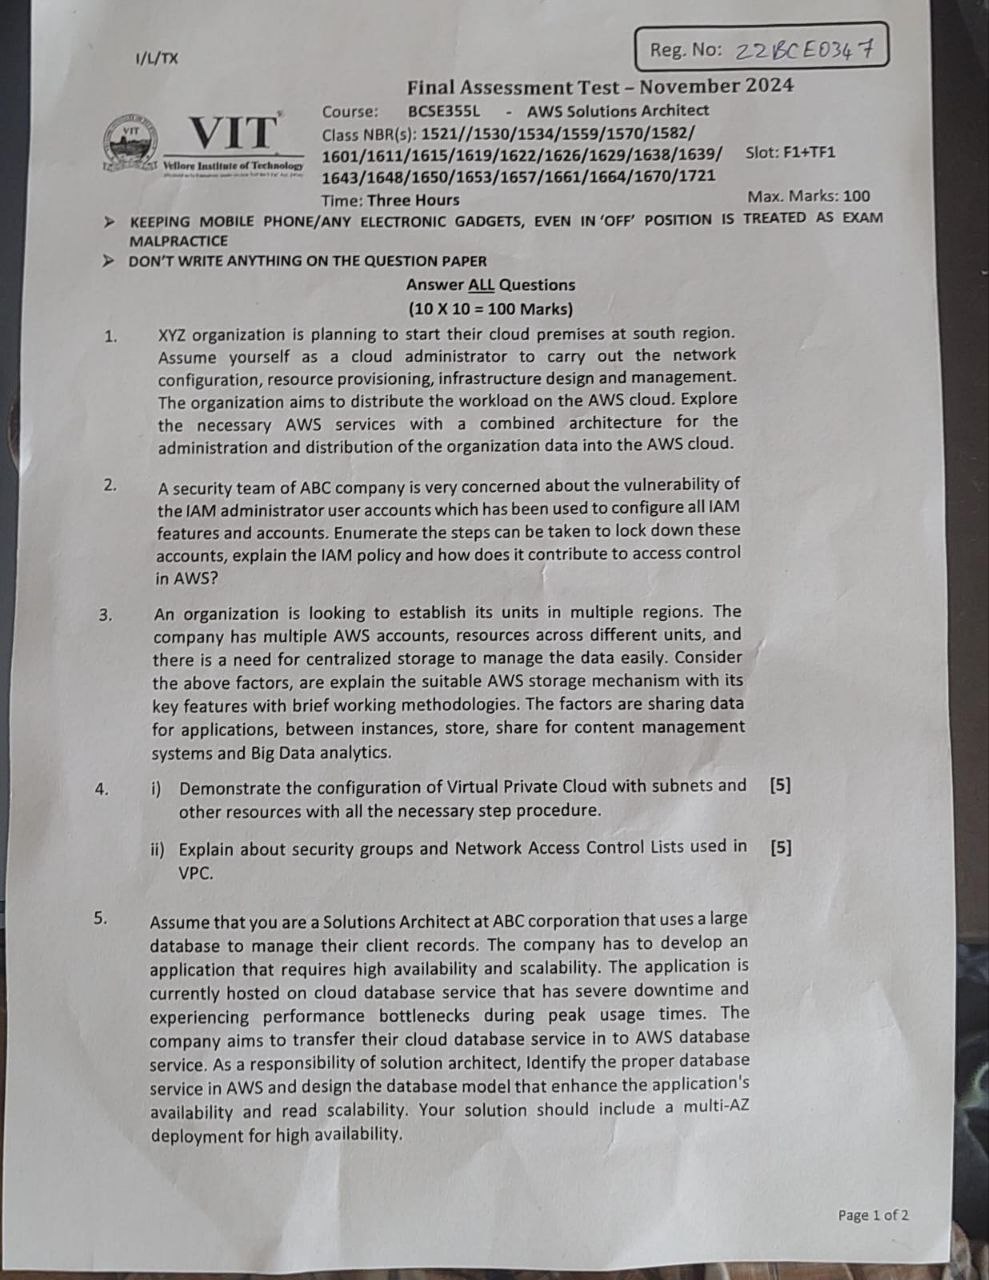 I/L/TX
Reg. No: 22BCE0347
Final Assessment Test – November 2024
Course: BCSE355L - AWS Solutions Architect
Class NBR(s): 1521//1530/1534/1559/1570/1582/
1601/1611/1615/1619/1622/1626/1629/1638/1639/
1643/1648/1650/1653/1657/1661/1664/1670/1721
Slot: F1+TF1
Time: Three Hours
Max. Marks: 100
VIT
VIT
Vellore Institute of Technology
➢ KEEPING MOBILE PHONE/ANY ELECTRONIC GADGETS, EVEN IN 'OFF' POSITION IS TREATED AS EXAM
MALPRACTICE
➢ DON'T WRITE ANYTHING ON THE QUESTION PAPER
Answer ALL Questions
(10 X 10 = 100 Marks)
1. XYZ organization is planning to start their cloud premises at south region.
Assume yourself as a cloud administrator to carry out the network
configuration, resource provisioning, infrastructure design and management.
The organization aims to distribute the workload on the AWS cloud. Explore
the necessary AWS services with a combined architecture for the
administration and distribution of the organization data into the AWS cloud.
2. A security team of ABC company is very concerned about the vulnerability of
the IAM administrator user accounts which has been used to configure all IAM
features and accounts. Enumerate the steps can be taken to lock down these
accounts, explain the IAM policy and how does it contribute to access control
in AWS?
3. An organization is looking to establish its units in multiple regions. The
company has multiple AWS accounts, resources across different units, and
there is a need for centralized storage to manage the data easily. Consider
the above factors, are explain the suitable AWS storage mechanism with its
key features with brief working methodologies. The factors are sharing data
for applications, between instances, store, share for content management
systems and Big Data analytics.
4. i) Demonstrate the configuration of Virtual Private Cloud with subnets and [5]
other resources with all the necessary step procedure.
ii) Explain about security groups and Network Access Control Lists used in [5]
VPC.
5. Assume that you are a Solutions Architect at ABC corporation that uses a large
database to manage their client records. The company has to develop an
application that requires high availability and scalability. The application is
currently hosted on cloud database service that has severe downtime and
experiencing performance bottlenecks during peak usage times. The
company aims to transfer their cloud database service in to AWS database
service. As a responsibility of solution architect, Identify the proper database
service in AWS and design the database model that enhance the application's
availability and read scalability. Your solution should include a multi-AZ
deployment for high availability.
Page 1 of 2